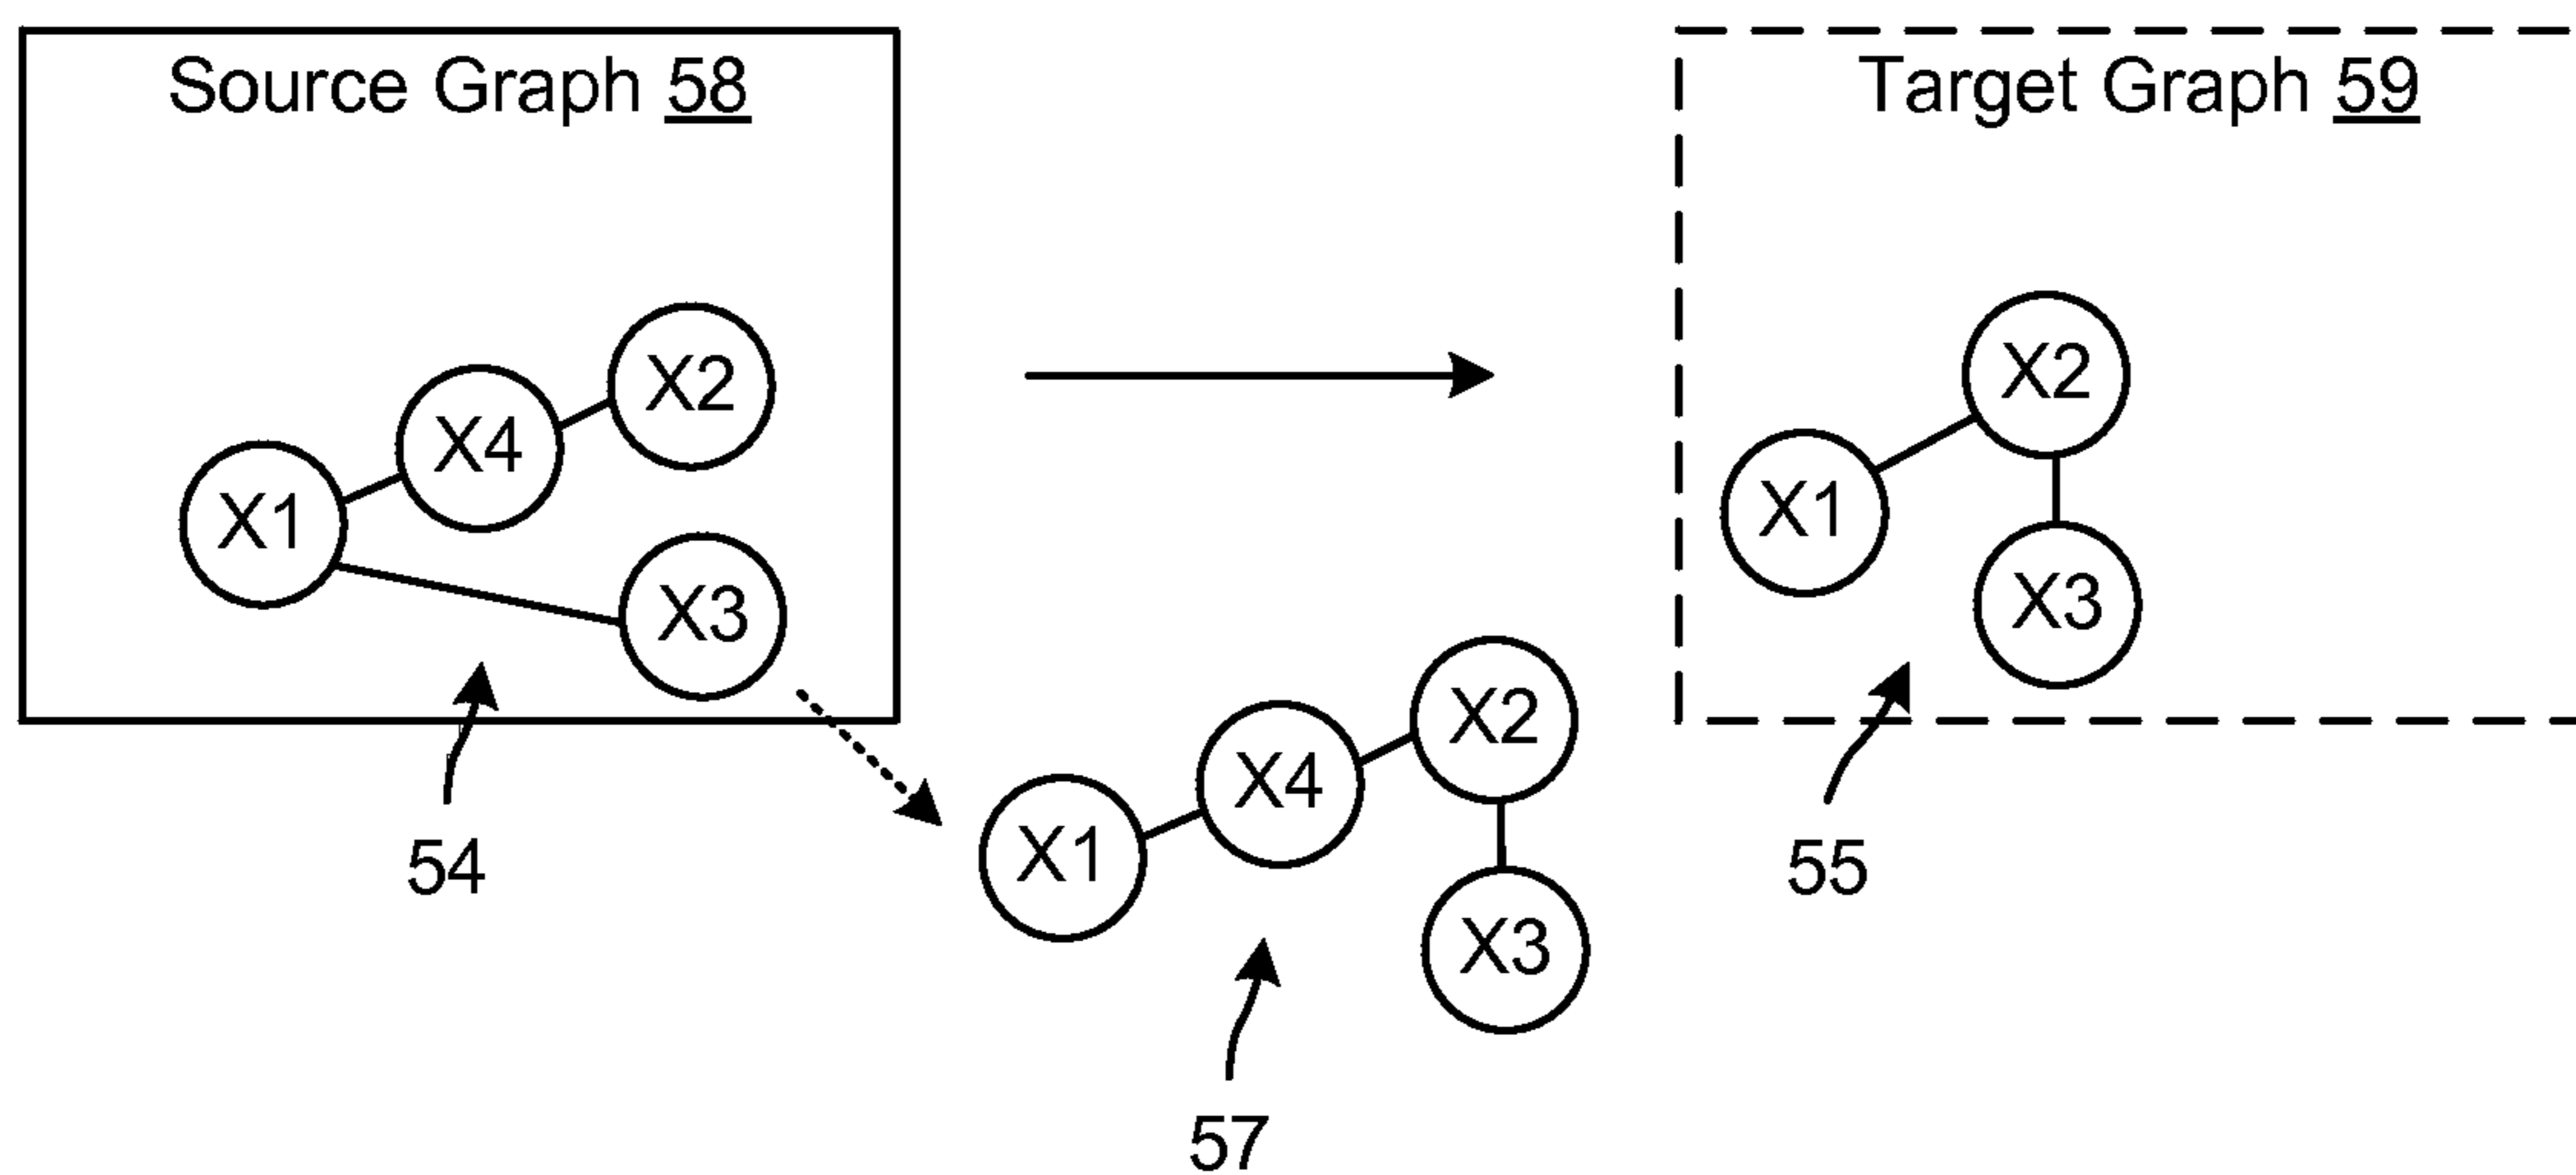 Source Graph 58
Target Graph 59
X2
X4
X1
X3
54
X2
X1
X3
55
X2
X4
X1
X3
57